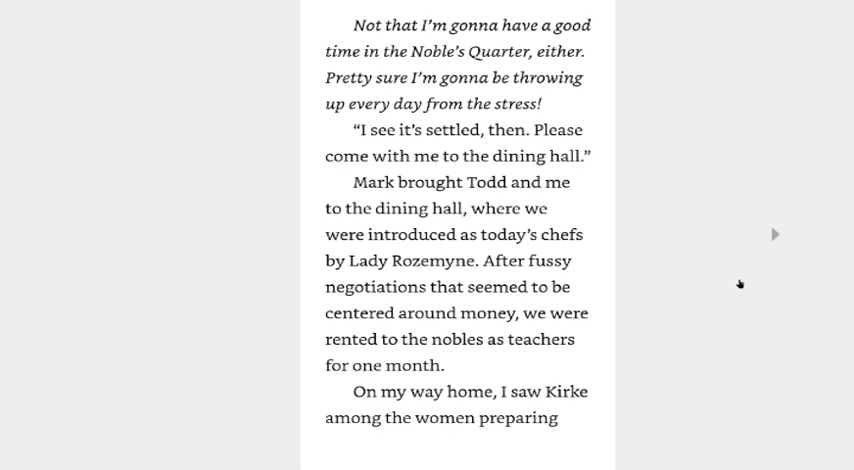 Not that I'm gonna have a good
time in the Noble's Quarter, either.
Pretty sure I'm gonna be throwing
up every day from the stress!
“I see it's settled, then. Please
come with me to the dining hall.”
Mark brought Todd and me
to the dining hall, where we
were introduced as today's chefs
by Lady Rozemyne. After fussy
negotiations that seemed to be
centered around money, we were
rented to the nobles as teachers
for one month.
On my way home, I saw Kirke
among the women preparing